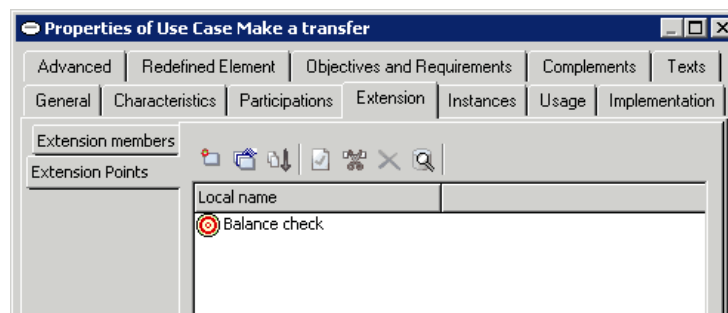 Properties of Use Case Make a transfer
Advanced Redefined Element Objectives and Requirements Complements Texts
General Characteristics Participations Extension Instances Usage Implementation
Extension members
Extension Points
Local name
Balance check